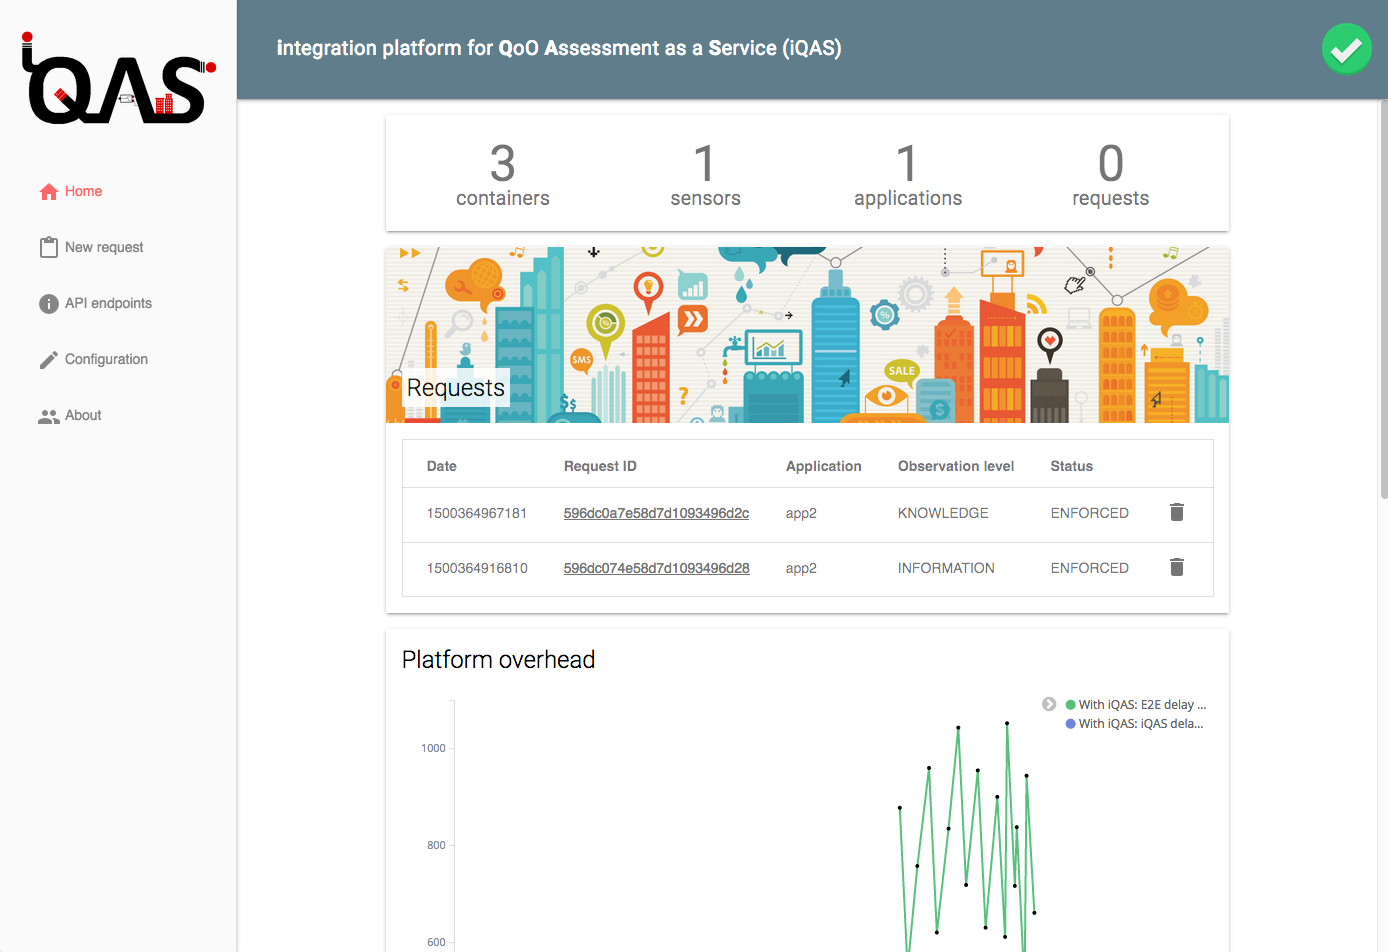 iQAS
integration platform for QoO Assessment as a Service (iQAS)
Home
New request
API endpoints
Configuration
About
3 1 1 0
containers sensors applications requests
SMS
SALE
Requests
Date Request ID Application Observation level Status
1500364967181 596dc0a7e58d7d1093496d2c app2 KNOWLEDGE ENFORCED
1500364916810 596dc074e58d7d1093496d28 app2 INFORMATION ENFORCED
Platform overhead
With iQAS: E2E delay ...
With iQAS: iQAS dela...
1000
800
600